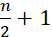 n/2 + 1